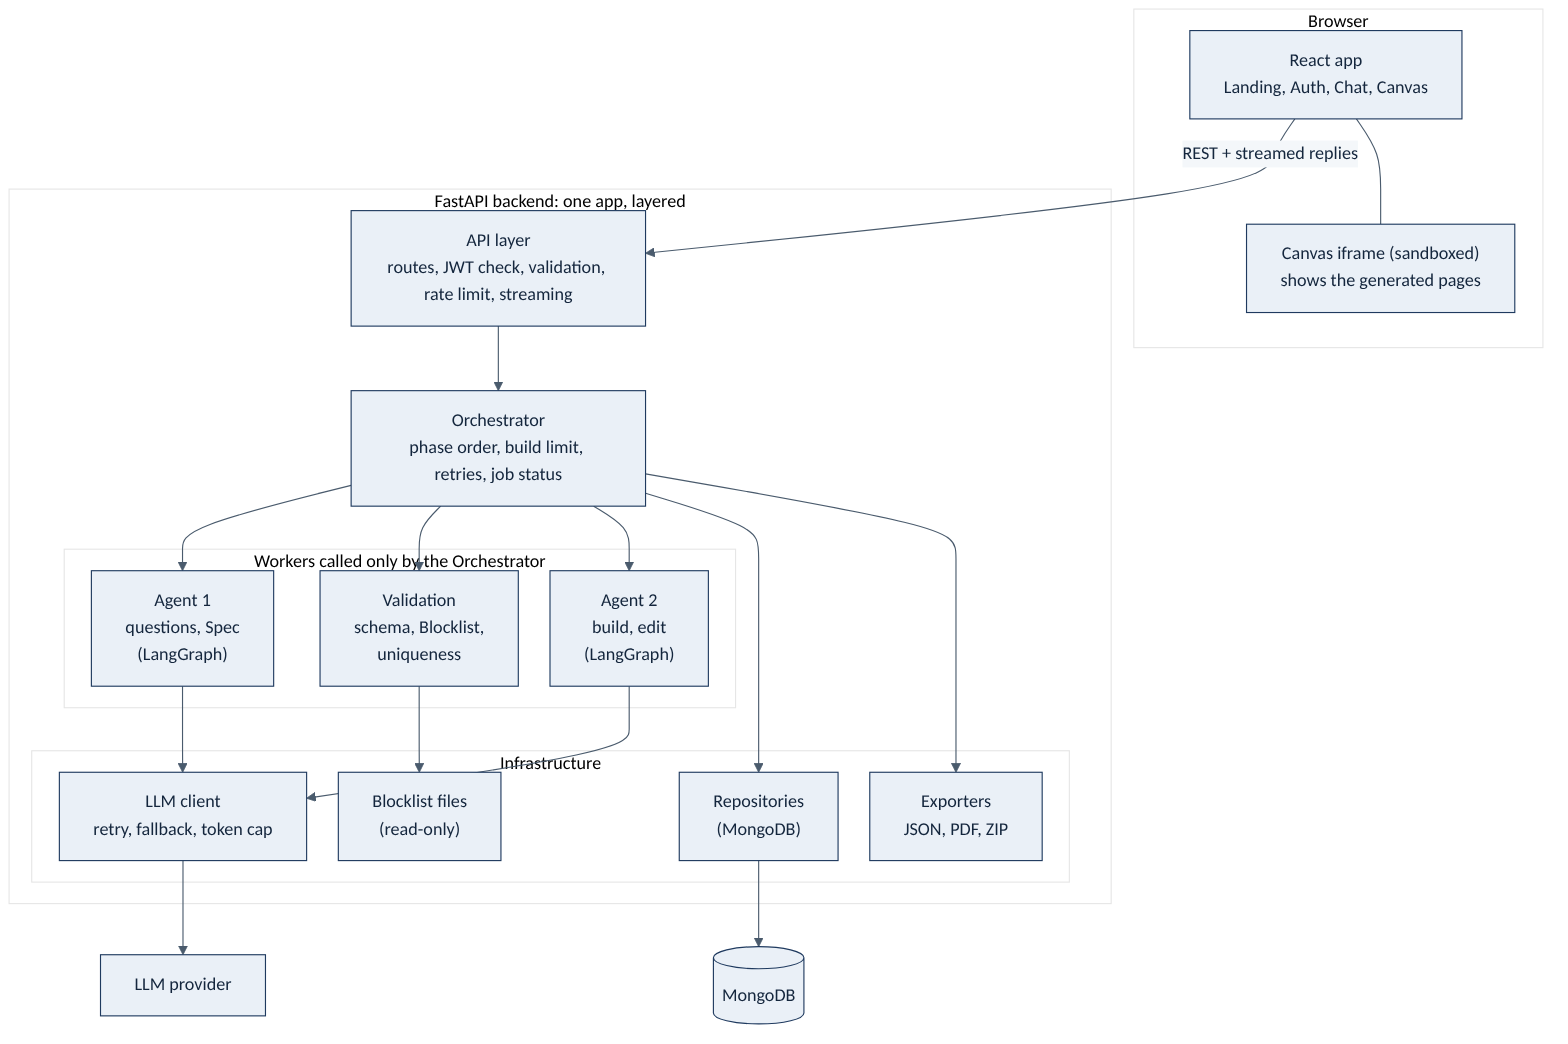 Browser
React app
Landing, Auth, Chat, Canvas
REST + streamed replies
Canvas iframe (sandboxed)
shows the generated pages
FastAPI backend: one app, layered
API layer
routes, JWT check, validation,
rate limit, streaming
Orchestrator
phase order, build limit,
retries, job status
Workers called only by the Orchestrator
Agent 1
questions, Spec
(LangGraph)
Validation
schema, Blocklist,
uniqueness
Agent 2
build, edit
(LangGraph)
Infrastructure
LLM client
retry, fallback, token cap
Blocklist files
(read-only)
Repositories
(MongoDB)
Exporters
JSON, PDF, ZIP
LLM provider
MongoDB